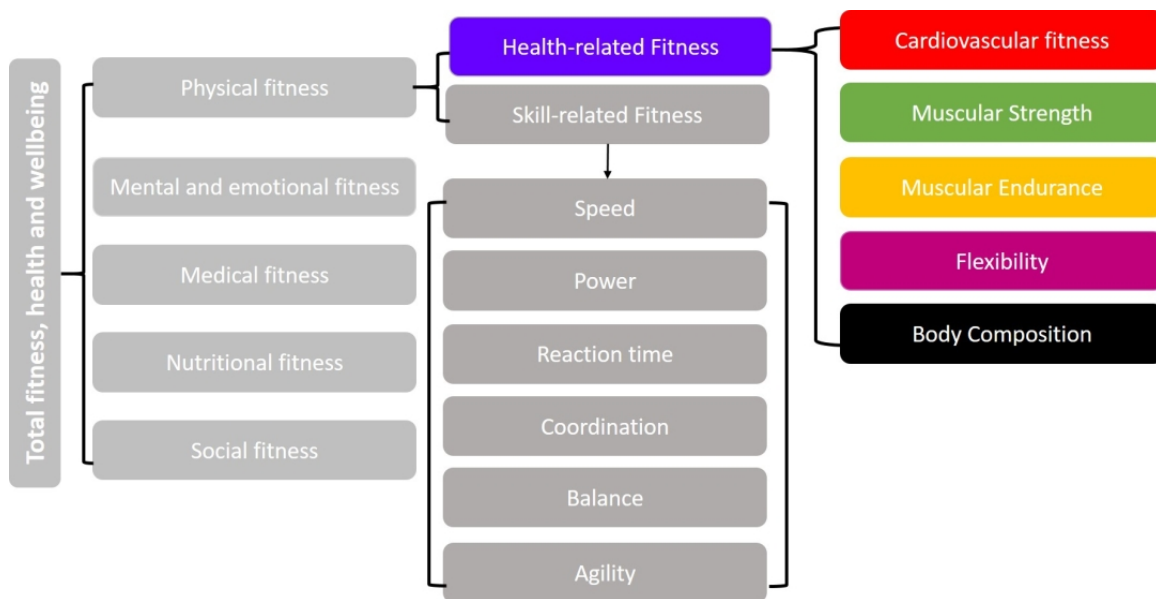 Total fitness, health and wellbeing
Physical fitness
Mental and emotional fitness
Medical fitness
Nutritional fitness
Social fitness
Health-related Fitness
Skill-related Fitness
Speed
Power
Reaction time
Coordination
Balance
Agility
Cardiovascular fitness
Muscular Strength
Muscular Endurance
Flexibility
Body Composition